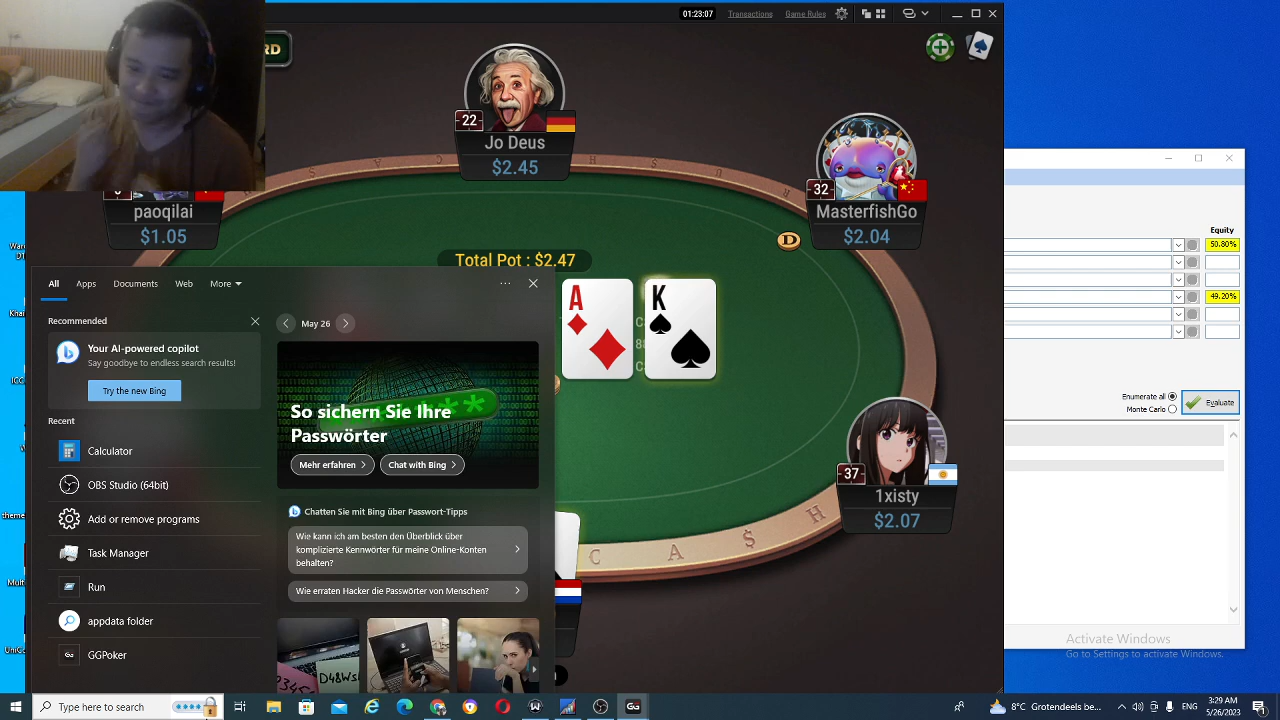 01:23:07 Transactions Game Rules
RD
22
Jo Deus
$2.45
32
MasterfishGo
$2.04
paoqilai
$1.05
D
Total Pot : $2.47
A
K
37
1xisty
$2.07
C A $ H
All Apps Documents Web More
Recommended
Your AI-powered copilot
Say goodbye to endless search results!
Try the new Bing
Recent
Calculator
OBS Studio (64bit)
Add or remove programs
Task Manager
Run
appdata folder
GGPoker
May 26
So sichern Sie Ihre
Passwörter
Mehr erfahren
Chat with Bing
Chatten Sie mit Bing über Passwort-Tipps
Wie kann ich am besten den Überblick über
komplizierte Kennwörter für meine Online-Konten
behalten?
Wie erraten Hacker die Passwörter von Menschen?
Equity
50.80%
49.20%
Enumerate all
Monte Carlo
Evaluate
Activate Windows
Go to Settings to activate Windows.
Type here to search
8°C Grotendeels be...
3:29 AM
5/26/2023